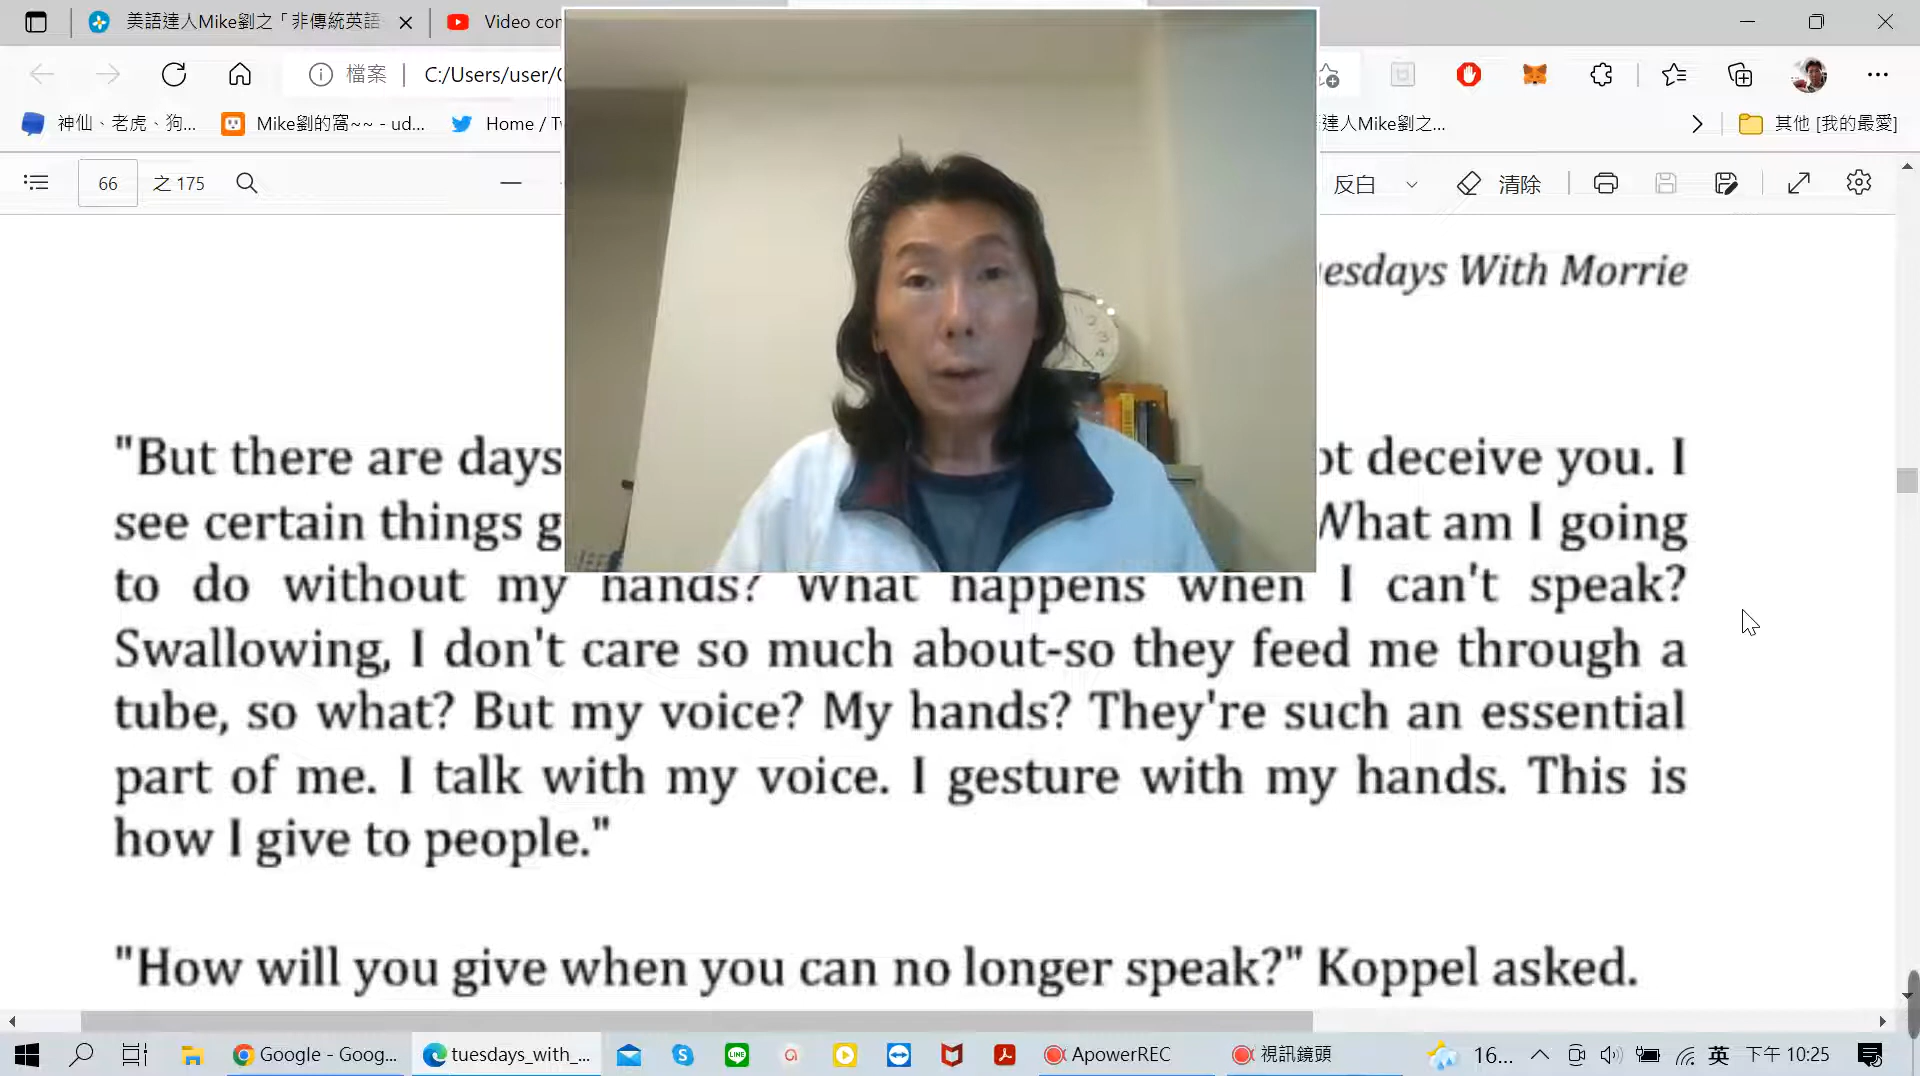 美語達人Mike劉之「非傳統英語
Video cor
檔案
C:/Users/user/
神仙、老虎、狗...
Mike劉的窩~~ - ud...
Home / Tw
達人Mike劉之...
其他 [我的最愛]
66
之 175
反白
清除
esdays With Morrie
"But there are days
ot deceive you. I
see certain things g
What am I going
to do without my hands? What happens when I can't speak?
Swallowing, I don't care so much about-so they feed me through a
tube, so what? But my voice? My hands? They're such an essential
part of me. I talk with my voice. I gesture with my hands. This is
how I give to people."
"How will you give when you can no longer speak?" Koppel asked.
Google - Goog...
tuesdays_with_...
LINE
ApowerREC
視訊鏡頭
16...
英
下午 10:25